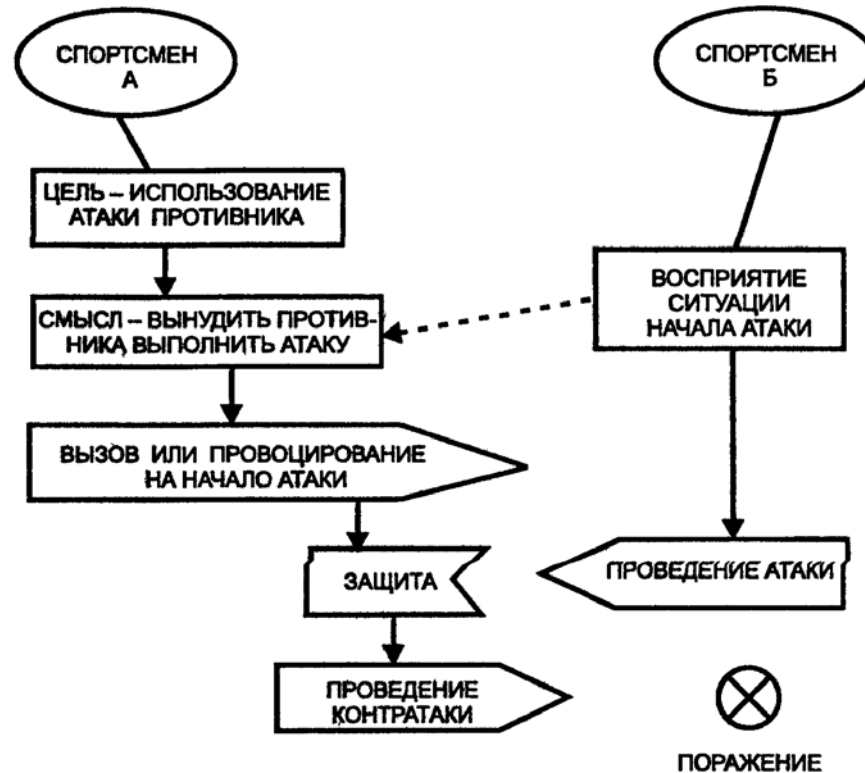 СПОРТСМЕН
А
СПОРТСМЕН
Б
ЦЕЛЬ – ИСПОЛЬЗОВАНИЕ
АТАКИ ПРОТИВНИКА
ВОСПРИЯТИЕ
СИТУАЦИИ
НАЧАЛА АТАКИ
СМЫСЛ – ВЫНУДИТЬ ПРОТИВ-
НИКА ВЫПОЛНИТЬ АТАКУ
ВЫЗОВ ИЛИ ПРОВОЦИРОВАНИЕ
НА НАЧАЛО АТАКИ
ЗАЩИТА
ПРОВЕДЕНИЕ АТАКИ
ПРОВЕДЕНИЕ
КОНТРАТАКИ
ПОРАЖЕНИЕ